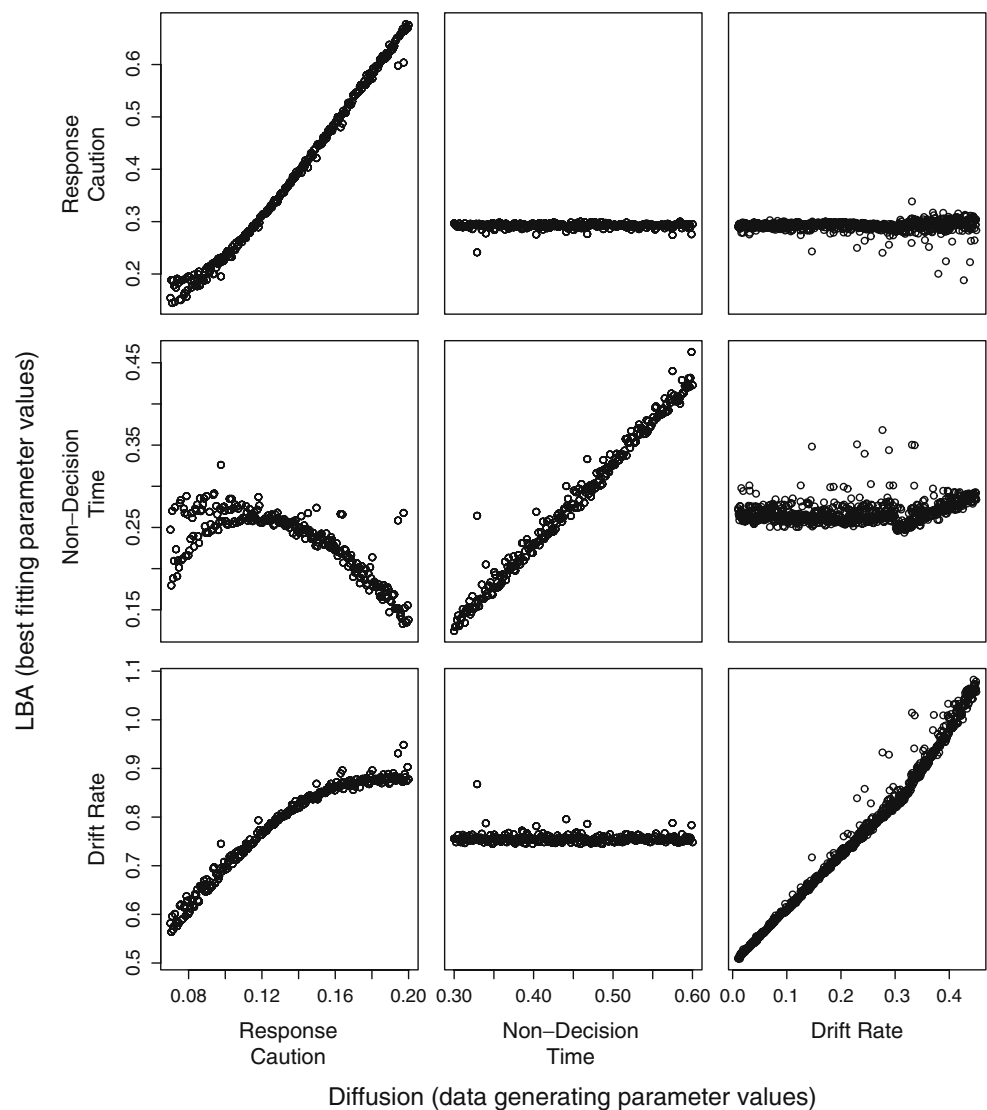 Response
Caution
0.2 0.3 0.4 0.5 0.6
LBA (best fitting parameter values)
Non–Decision
Time
0.15 0.25 0.35 0.45
Drift Rate
0.5 0.6 0.7 0.8 0.9 1.0 1.1
0.08 0.12 0.16 0.20
0.30 0.40 0.50 0.60
0.0 0.1 0.2 0.3 0.4
Response
Caution
Non–Decision
Time
Drift Rate
Diffusion (data generating parameter values)